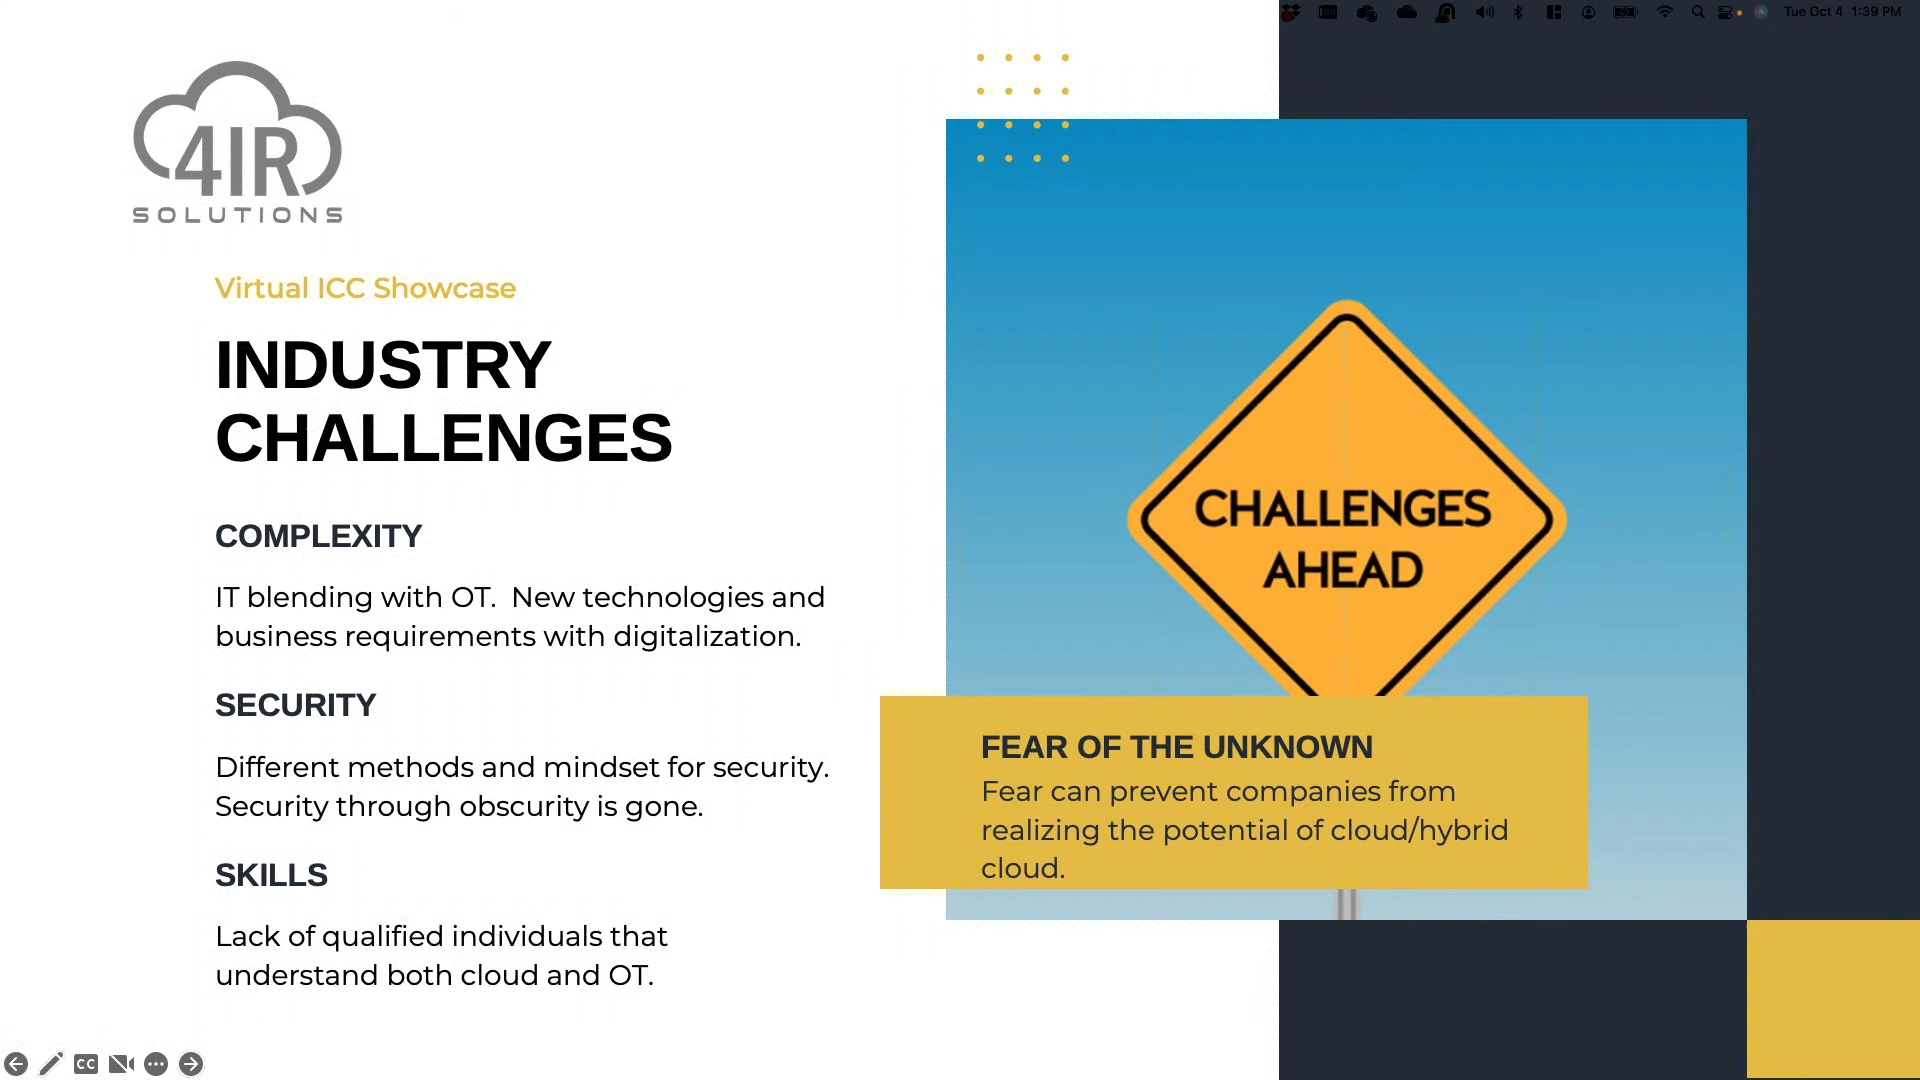 Tue Oct 4 1:39 PM
4IR
SOLUTIONS
Virtual ICC Showcase
INDUSTRY
CHALLENGES
COMPLEXITY
IT blending with OT.  New technologies and
business requirements with digitalization.
SECURITY
Different methods and mindset for security.
Security through obscurity is gone.
SKILLS
Lack of qualified individuals that
understand both cloud and OT.
CHALLENGES
AHEAD
FEAR OF THE UNKNOWN
Fear can prevent companies from
realizing the potential of cloud/hybrid
cloud.
CC